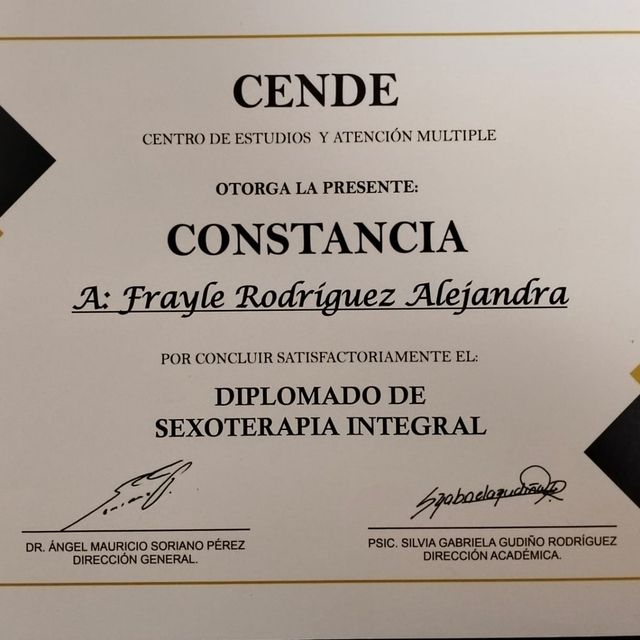 CENDE
CENTRO DE ESTUDIOS Y ATENCIÓN MULTIPLE
OTORGA LA PRESENTE:
CONSTANCIA
A: Frayle Rodríguez Alejandra
POR CONCLUIR SATISFACTORIAMENTE EL:
DIPLOMADO DE
SEXOTERAPIA INTEGRAL
DR. ÁNGEL MAURICIO SORIANO PÉREZ
DIRECCIÓN GENERAL.
PSIC. SILVIA GABRIELA GUDIÑO RODRÍGUEZ
DIRECCIÓN ACADÉMICA.